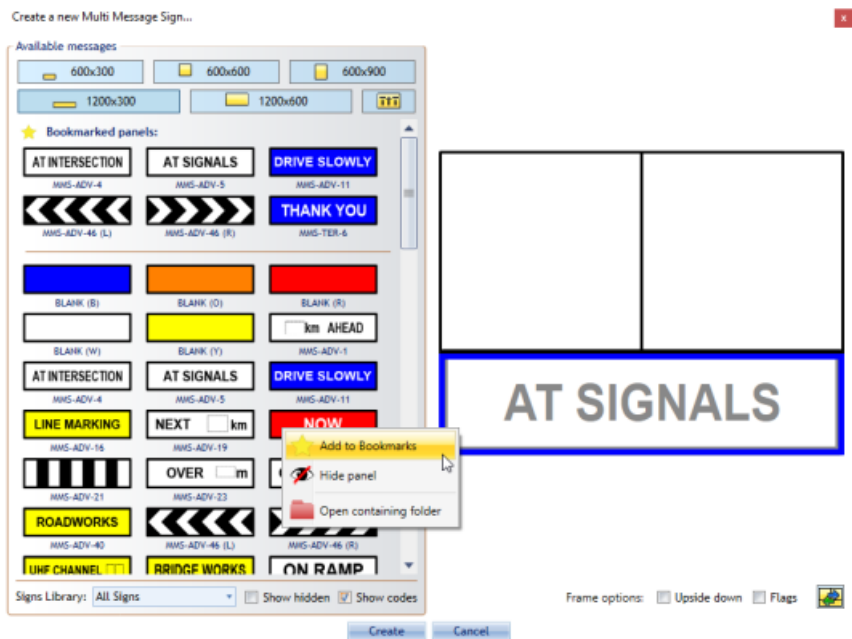 Create a new Multi Message Sign...
x
Available messages
600x300
600x600
600x900
1200x300
1200x600
Bookmarked panels:
AT INTERSECTION
AT SIGNALS
DRIVE SLOWLY
MMS-ADV-4
MMS-ADV-5
MMS-ADV-11
THANK YOU
MMS-ADV-46 (L)
MMS-ADV-46 (R)
MMS-TER-6
BLANK (B)
BLANK (O)
BLANK (R)
km AHEAD
BLANK (W)
BLANK (Y)
MMS-ADV-1
AT INTERSECTION
AT SIGNALS
DRIVE SLOWLY
MMS-ADV-4
MMS-ADV-5
MMS-ADV-11
LINE MARKING
NEXT km
NOW
MMS-ADV-16
MMS-ADV-19
Add to Bookmarks
Hide panel
Open containing folder
OVER m
MMS-ADV-21
MMS-ADV-23
ROADWORKS
MMS-ADV-40
MMS-ADV-46 (L)
MMS-ADV-46 (R)
UHF CHANNEL
BRIDGE WORKS
ON RAMP
AT SIGNALS
Signs Library:
All Signs
Show hidden
Show codes
Frame options:
Upside down
Flags
Create
Cancel